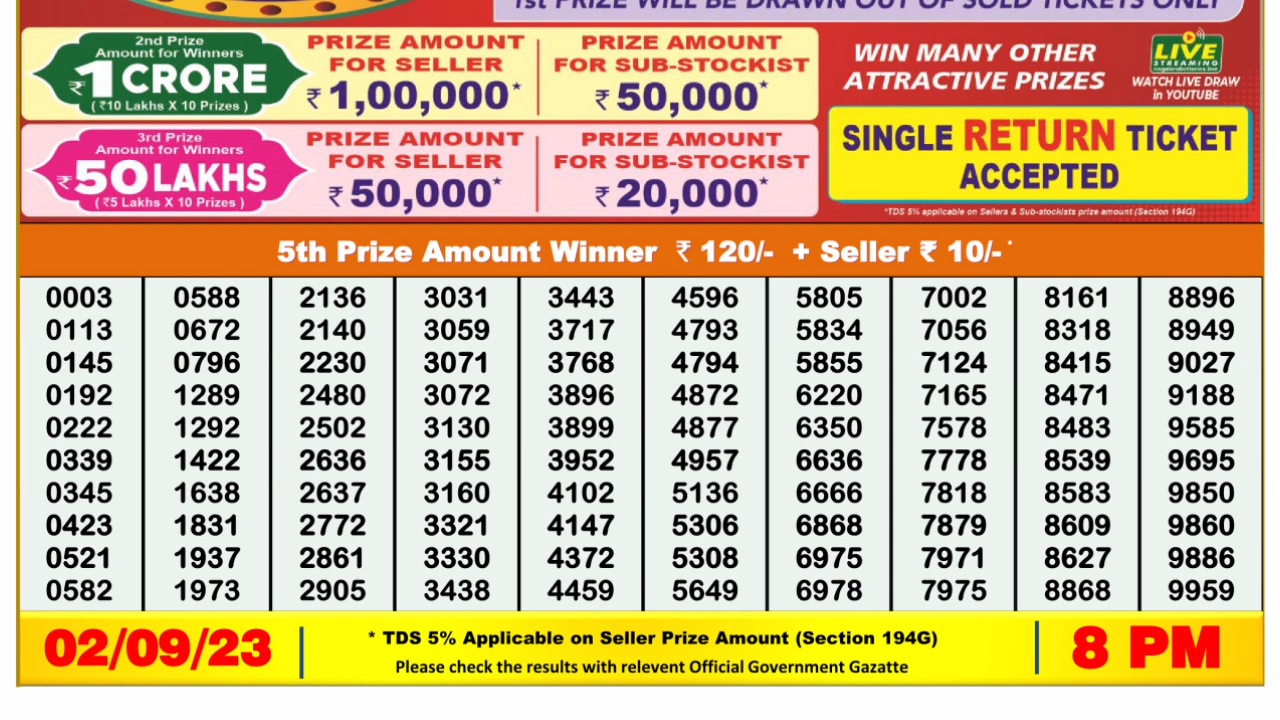 1st PRIZE WILL BE DRAWN OUT OF SOLD TICKETS ONLY
2nd Prize
Amount for Winners
₹1 CRORE
(₹10 Lakhs X 10 Prizes)
PRIZE AMOUNT
FOR SELLER
₹ 1,00,000*
PRIZE AMOUNT
FOR SUB-STOCKIST
₹ 50,000*
3rd Prize
Amount for Winners
₹50 LAKHS
(₹5 Lakhs X 10 Prizes)
PRIZE AMOUNT
FOR SELLER
₹ 50,000*
PRIZE AMOUNT
FOR SUB-STOCKIST
₹ 20,000*
WIN MANY OTHER
ATTRACTIVE PRIZES
LIVE
STREAMING
WATCH LIVE DRAW
in YOUTUBE
SINGLE RETURN TICKET
ACCEPTED
*TDS 5% applicable on Sellers & Sub-stockists prize amount (Section 194G)
5th Prize Amount Winner ₹ 120/- + Seller ₹ 10/-*
0003 0588 2136 3031 3443 4596 5805 7002 8161 8896
0113 0672 2140 3059 3717 4793 5834 7056 8318 8949
0145 0796 2230 3071 3768 4794 5855 7124 8415 9027
0192 1289 2480 3072 3896 4872 6220 7165 8471 9188
0222 1292 2502 3130 3899 4877 6350 7578 8483 9585
0339 1422 2636 3155 3952 4957 6636 7778 8539 9695
0345 1638 2637 3160 4102 5136 6666 7818 8583 9850
0423 1831 2772 3321 4147 5306 6868 7879 8609 9860
0521 1937 2861 3330 4372 5308 6975 7971 8627 9886
0582 1973 2905 3438 4459 5649 6978 7975 8868 9959
02/09/23
* TDS 5% Applicable on Seller Prize Amount (Section 194G)
Please check the results with relevent Official Government Gazatte
8 PM